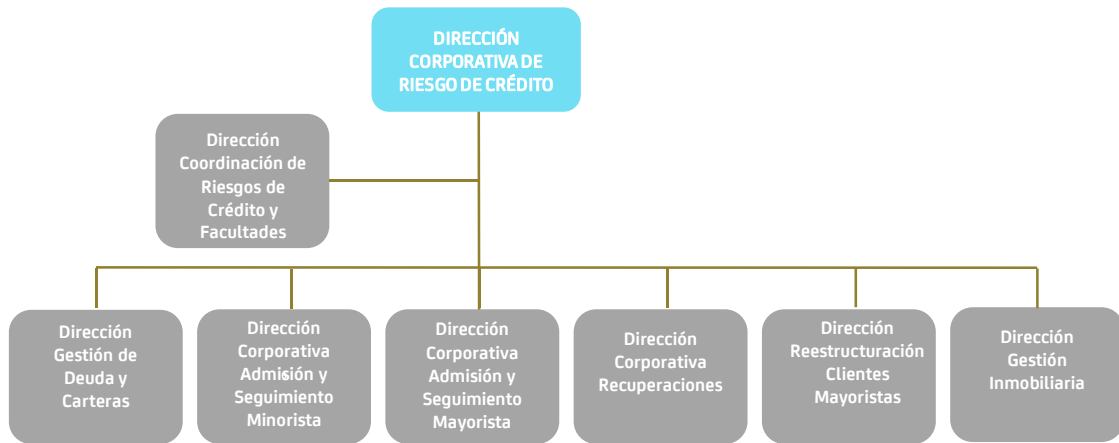 DIRECCIÓN
CORPORATIVA DE
RIESGO DE CRÉDITO
Dirección
Coordinación de
Riesgos de
Crédito y
Facultades
Dirección
Gestión de
Deuda y
Carteras
Dirección
Corporativa
Admisión y
Seguimiento
Minorista
Dirección
Corporativa
Admisión y
Seguimiento
Mayorista
Dirección
Corporativa
Recuperaciones
Dirección
Reestructuración
Clientes
Mayoristas
Dirección
Gestión
Inmobiliaria